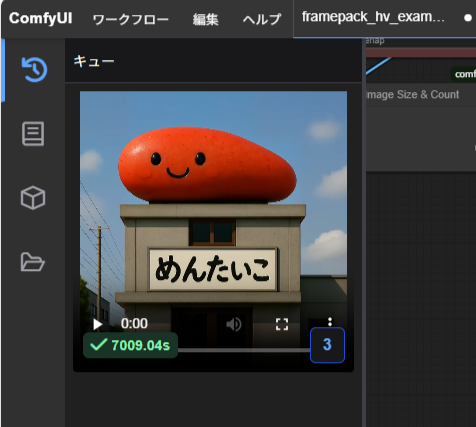 ComfyUI ワークフロー 編集 ヘルプ framepack_hv_exam... ●
キュー
comf
mage Size & Count
めんたいこ
0:00
7009.04s
3